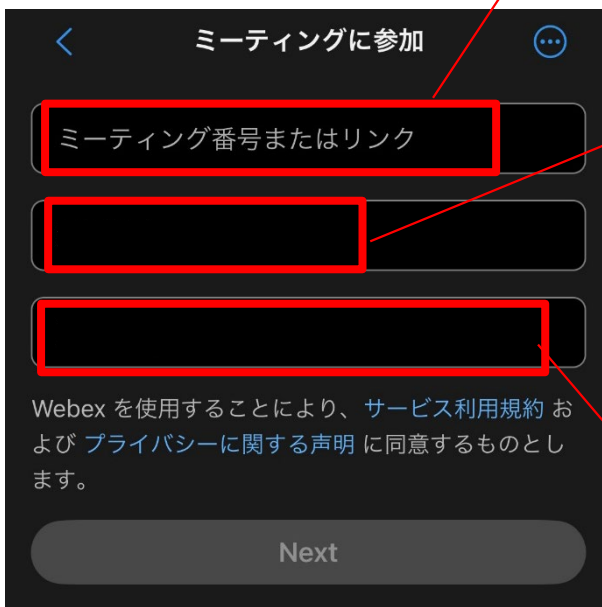 ミーティングに参加
ミーティング番号またはリンク
Webex を使用することにより、 サービス利用規約 お
よび プライバシーに関する声明 に同意するものとし
ます。
Next